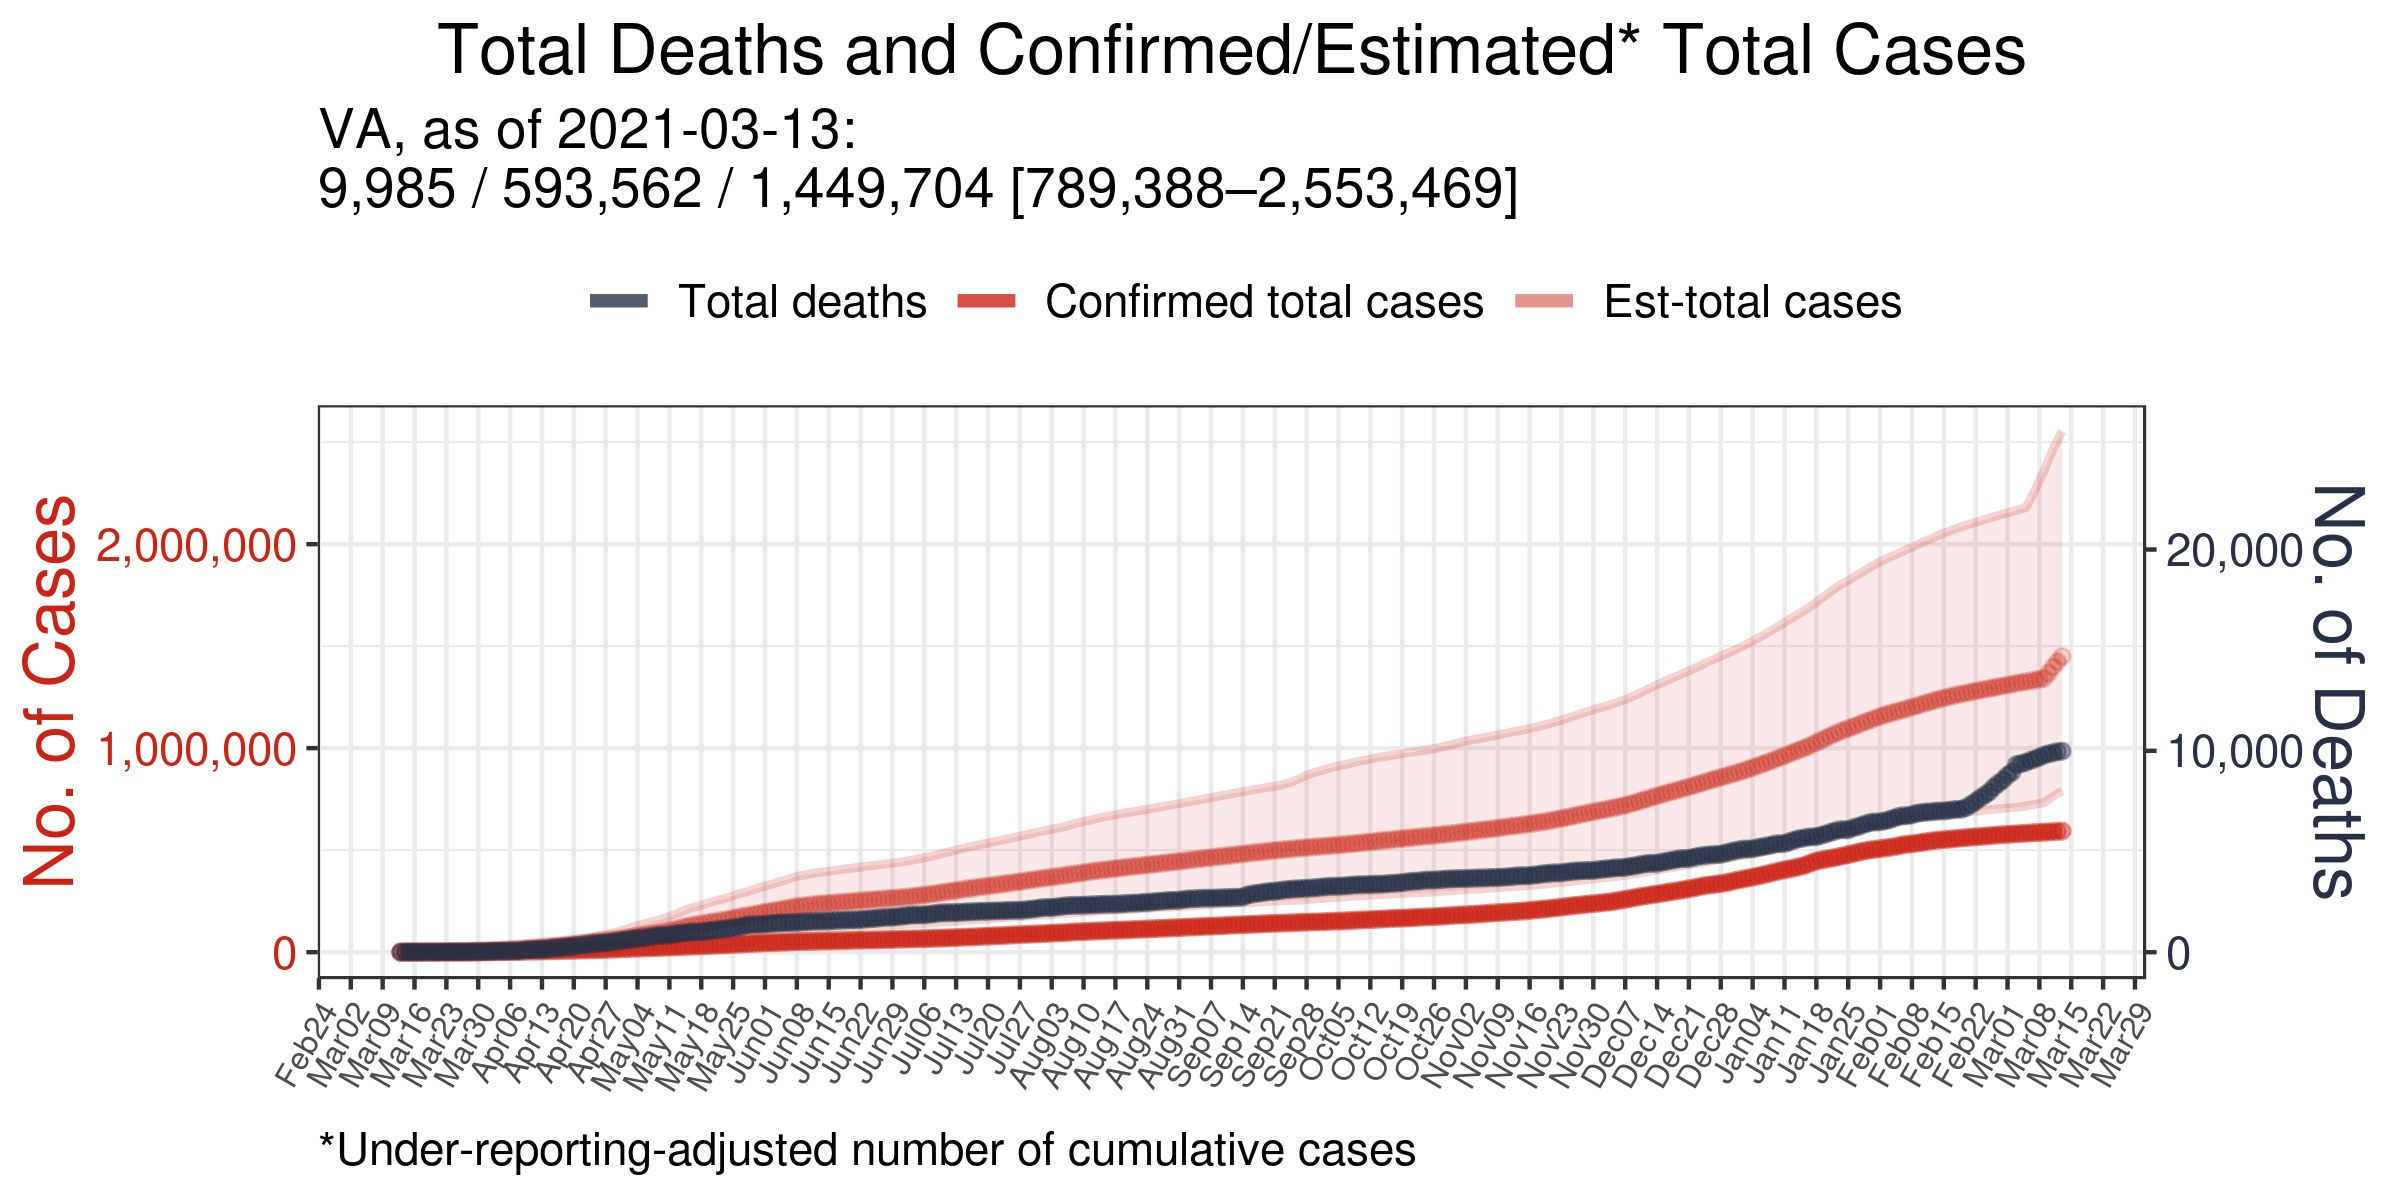 Total Deaths and Confirmed/Estimated* Total Cases
VA, as of 2021-03-13:
9,985 / 593,562 / 1,449,704 [789,388–2,553,469]
Total deaths
Confirmed total cases
Est-total cases
No. of Cases
2,000,000
1,000,000
0
20,000
10,000
0
No. of Deaths
Feb24
Mar02
Mar09
Mar16
Mar23
Mar30
Apr06
Apr13
Apr20
Apr27
May04
May11
May18
May25
Jun01
Jun08
Jun15
Jun22
Jun29
Jul06
Jul13
Jul20
Jul27
Aug03
Aug10
Aug17
Aug24
Aug31
Sep07
Sep14
Sep21
Sep28
Oct05
Oct12
Oct19
Oct26
Nov02
Nov09
Nov16
Nov23
Nov30
Dec07
Dec14
Dec21
Dec28
Jan04
Jan11
Jan18
Jan25
Feb01
Feb08
Feb15
Feb22
Mar01
Mar08
Mar15
Mar22
Mar29
*Under-reporting-adjusted number of cumulative cases